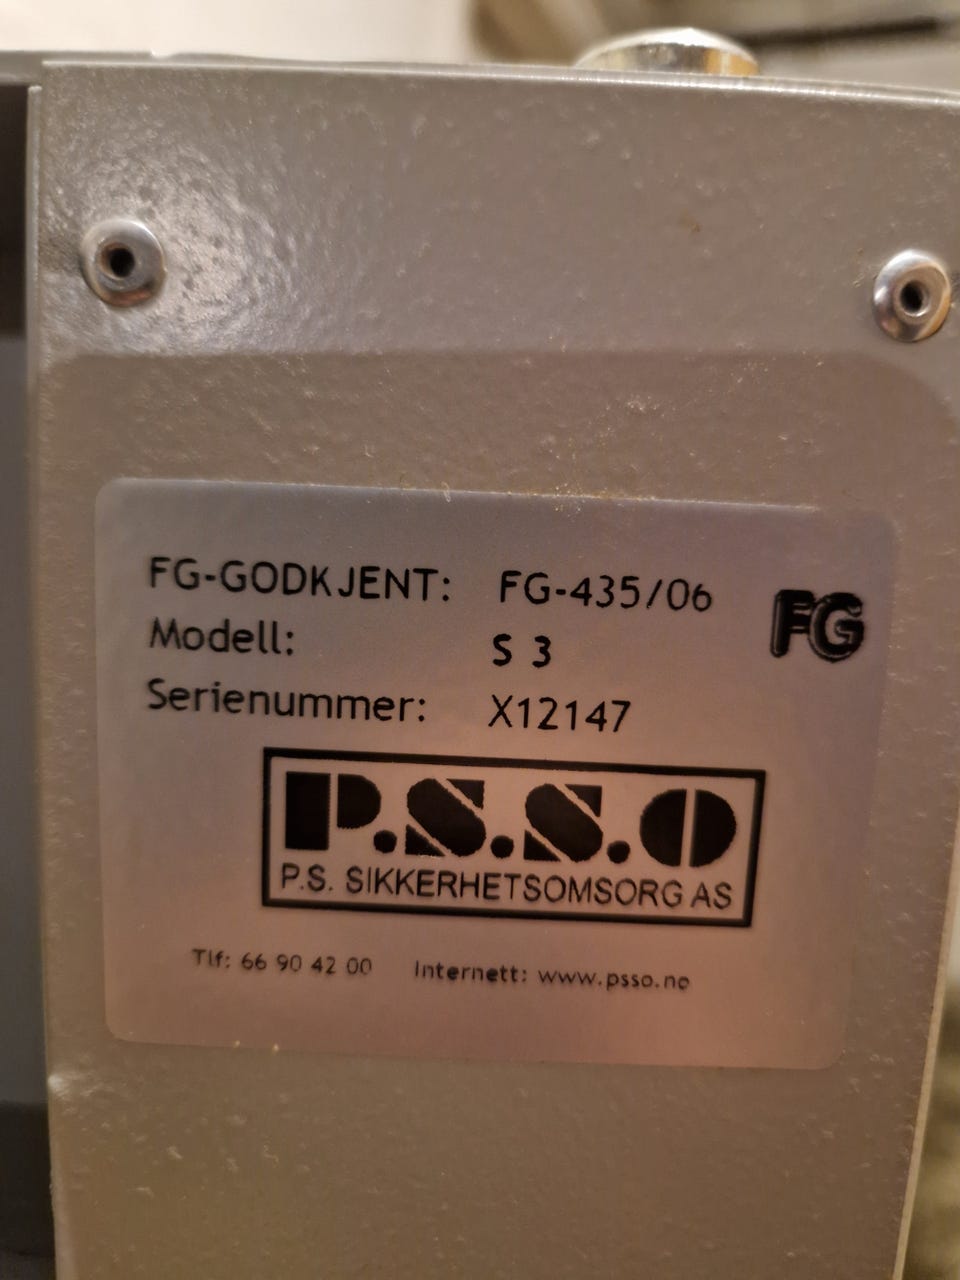 FG-GODKJENT: FG-435/06
FG
Modell: S 3
Serienummer: X12147
P.S.S.O
P.S. SIKKERHETSOMSORG AS
Tlf: 66 90 42 00 Internett: www.psso.no